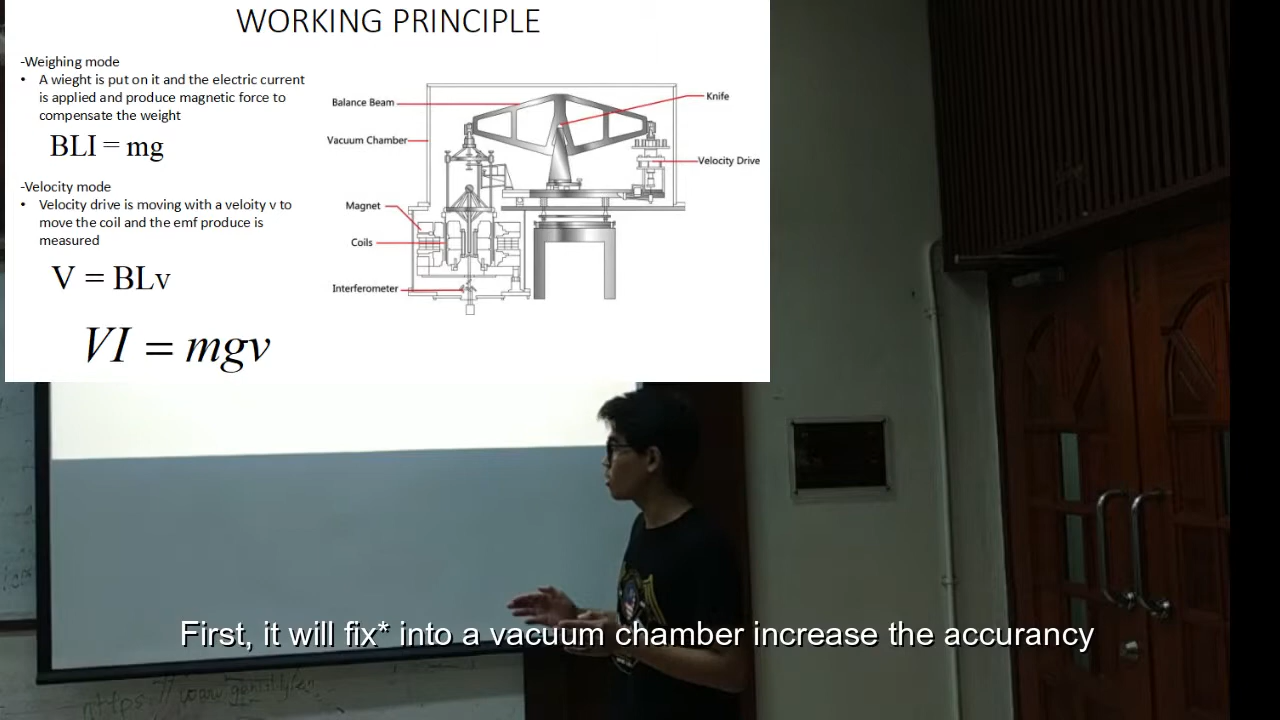 WORKING PRINCIPLE
-Weighing mode
• A wieght is put on it and the electric current
is applied and produce magnetic force to
compensate the weight
BLI = mg
-Velocity mode
• Velocity drive is moving with a veloity v to
move the coil and the emf produce is
measured
V = BLv
VI = mgv
Balance Beam
Knife
Vacuum Chamber
Velocity Drive
Magnet
Coils
Interferometer
First, it will fix* into a vacuum chamber increase the accurancy